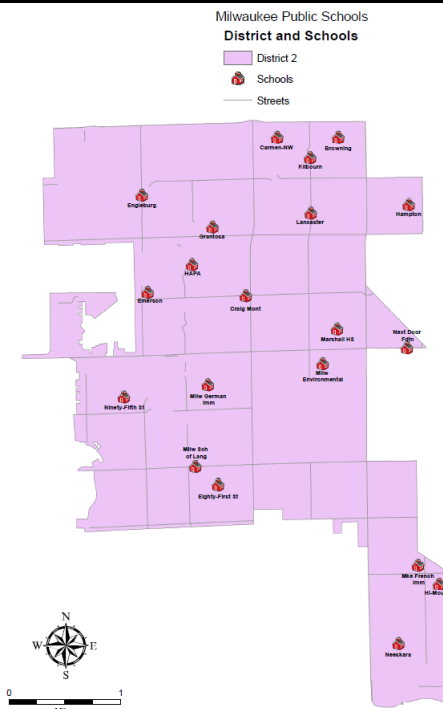 Milwaukee Public Schools
District and Schools
District 2
Schools
Streets
Carmen-NW
Browning
Kilbourn
Engleburg
Hampton
Lancaster
Grantosa
HAPA
Emerson
Craig Mont
Marshall HS
Next Door
Fdtn
Milw
Environmental
Milw German
Imm
Ninety-Fifth St
Milw Sch
of Lang
Eighty-First St
Mke French
Imm
Hi-Mou
Neeskara
N
W
E
S
0
1